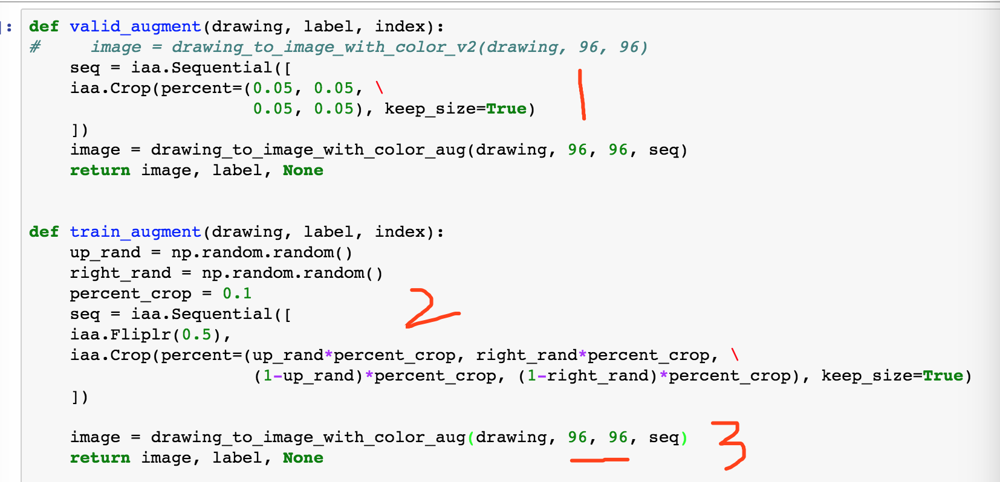 ]:
def valid_augment(drawing, label, index):
#     image = drawing_to_image_with_color_v2(drawing, 96, 96)
    seq = iaa.Sequential([
    iaa.Crop(percent=(0.05, 0.05, \
                      0.05, 0.05), keep_size=True)
    ])
1
    image = drawing_to_image_with_color_aug(drawing, 96, 96, seq)
    return image, label, None
def train_augment(drawing, label, index):
    up_rand = np.random.random()
    right_rand = np.random.random()
    percent_crop = 0.1
    seq = iaa.Sequential([
2
    iaa.Fliplr(0.5),
    iaa.Crop(percent=(up_rand*percent_crop, right_rand*percent_crop, \
                      (1-up_rand)*percent_crop, (1-right_rand)*percent_crop), keep_size=True)
    ])
    image = drawing_to_image_with_color_aug(drawing, 96, 96, seq)
3
    return image, label, None